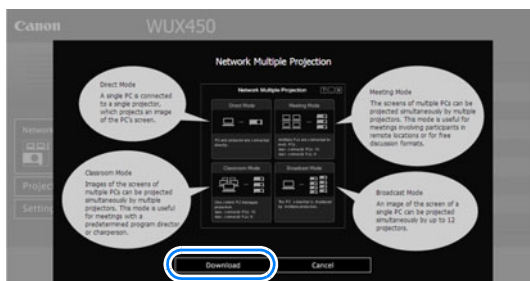 Canon
WUX450
Network Multiple Projection
Direct Mode
A single PC is connected
to a single projector,
which projects an image
of the PC's screen.
Network Multiple Projection
Direct Mode
Meeting Mode
Meeting Mode
The screens of multiple PCs can be
projected simultaneously by multiple
projectors. This mode is useful for
meetings involving participants in
remote locations or for free
discussion formats.
Network
Classroom Mode
Images of the screens of
multiple PCs can be
projected simultaneously
by multiple projectors.
This mode is useful
for meetings with a
predetermined program director
or chairperson.
Classroom Mode
Broadcast Mode
Broadcast Mode
An image of the screen of a
single PC can be projected
simultaneously by up to 12
projectors.
Projec
Setting
Download
Cancel